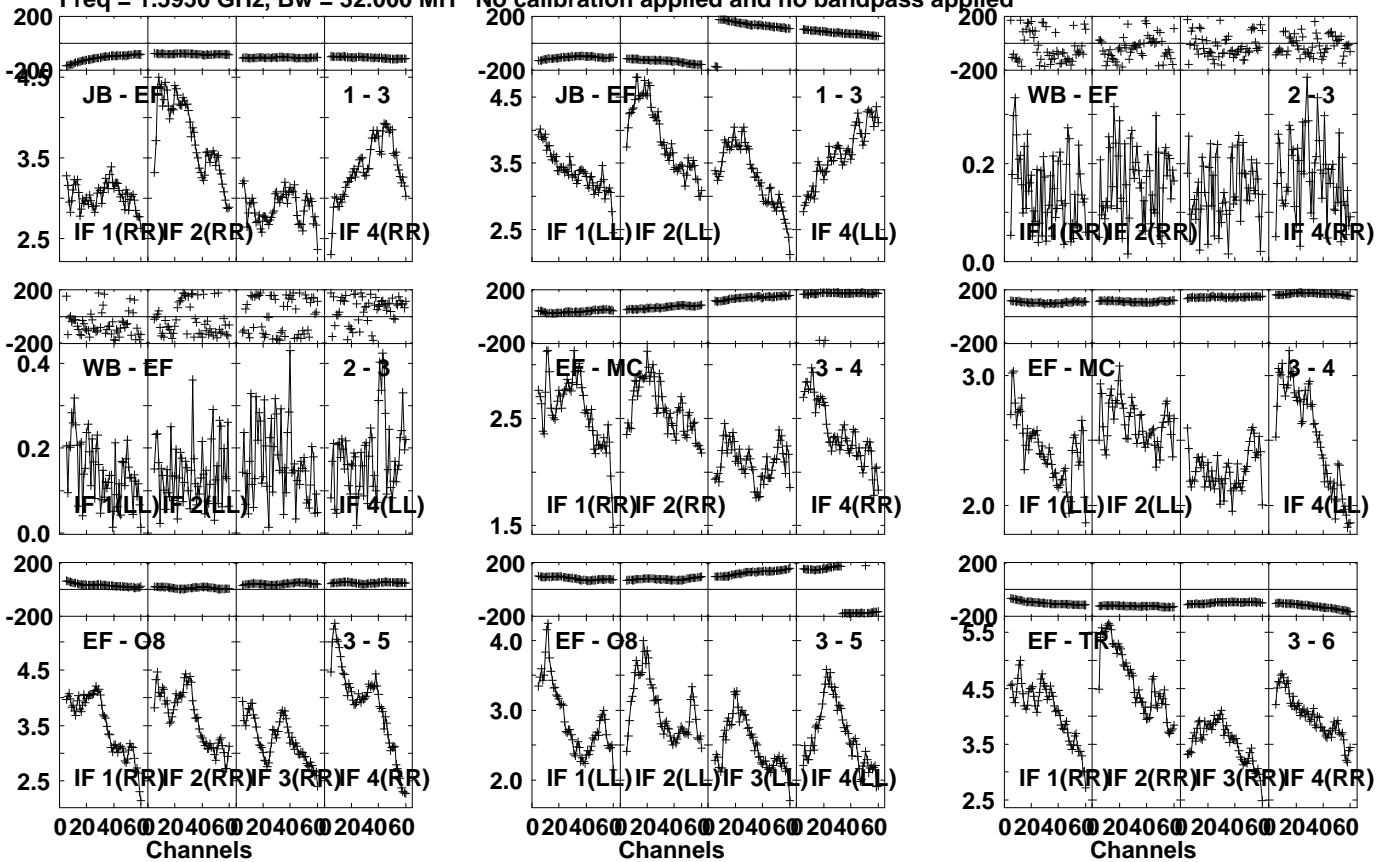 Freq = 1.5950 GHz, Bw = 32.000 MH No calibration applied and no bandpass applied
200
-200
4.5
3.5
2.5
JB - EF
1 - 3
IF 1(RR)
IF 2(RR)
IF 4(RR)
200
-200
4.5
3.5
2.5
JB - EF
1 - 3
IF 1(LL)
IF 2(LL)
IF 4(LL)
200
-200
0.2
0.0
WB - EF
2 - 3
IF 1(RR)
IF 2(RR)
IF 4(RR)
200
-200
0.4
0.2
0.0
WB - EF
2 - 3
IF 1(LL)
IF 2(LL)
IF 4(LL)
200
-200
2.5
1.5
EF - MC
3 - 4
IF 1(RR)
IF 2(RR)
IF 4(RR)
200
-200
3.0
2.0
EF - MC
3 - 4
IF 1(LL)
IF 2(LL)
IF 4(LL)
200
-200
4.5
3.5
2.5
EF - O8
3 - 5
IF 1(RR)
IF 2(RR)
IF 3(RR)
IF 4(RR)
0 20 40 60 0 20 40 60 0 20 40 60 0 20 40 60
Channels
200
-200
4.0
3.0
2.0
EF - O8
3 - 5
IF 1(LL)
IF 2(LL)
IF 3(LL)
IF 4(LL)
0 20 40 60 0 20 40 60 0 20 40 60 0 20 40 60
Channels
200
-200
5.5
4.5
3.5
2.5
EF - TR
3 - 6
IF 1(RR)
IF 2(RR)
IF 3(RR)
IF 4(RR)
0 20 40 60 0 20 40 60 0 20 40 60 0 20 40 60
Channels